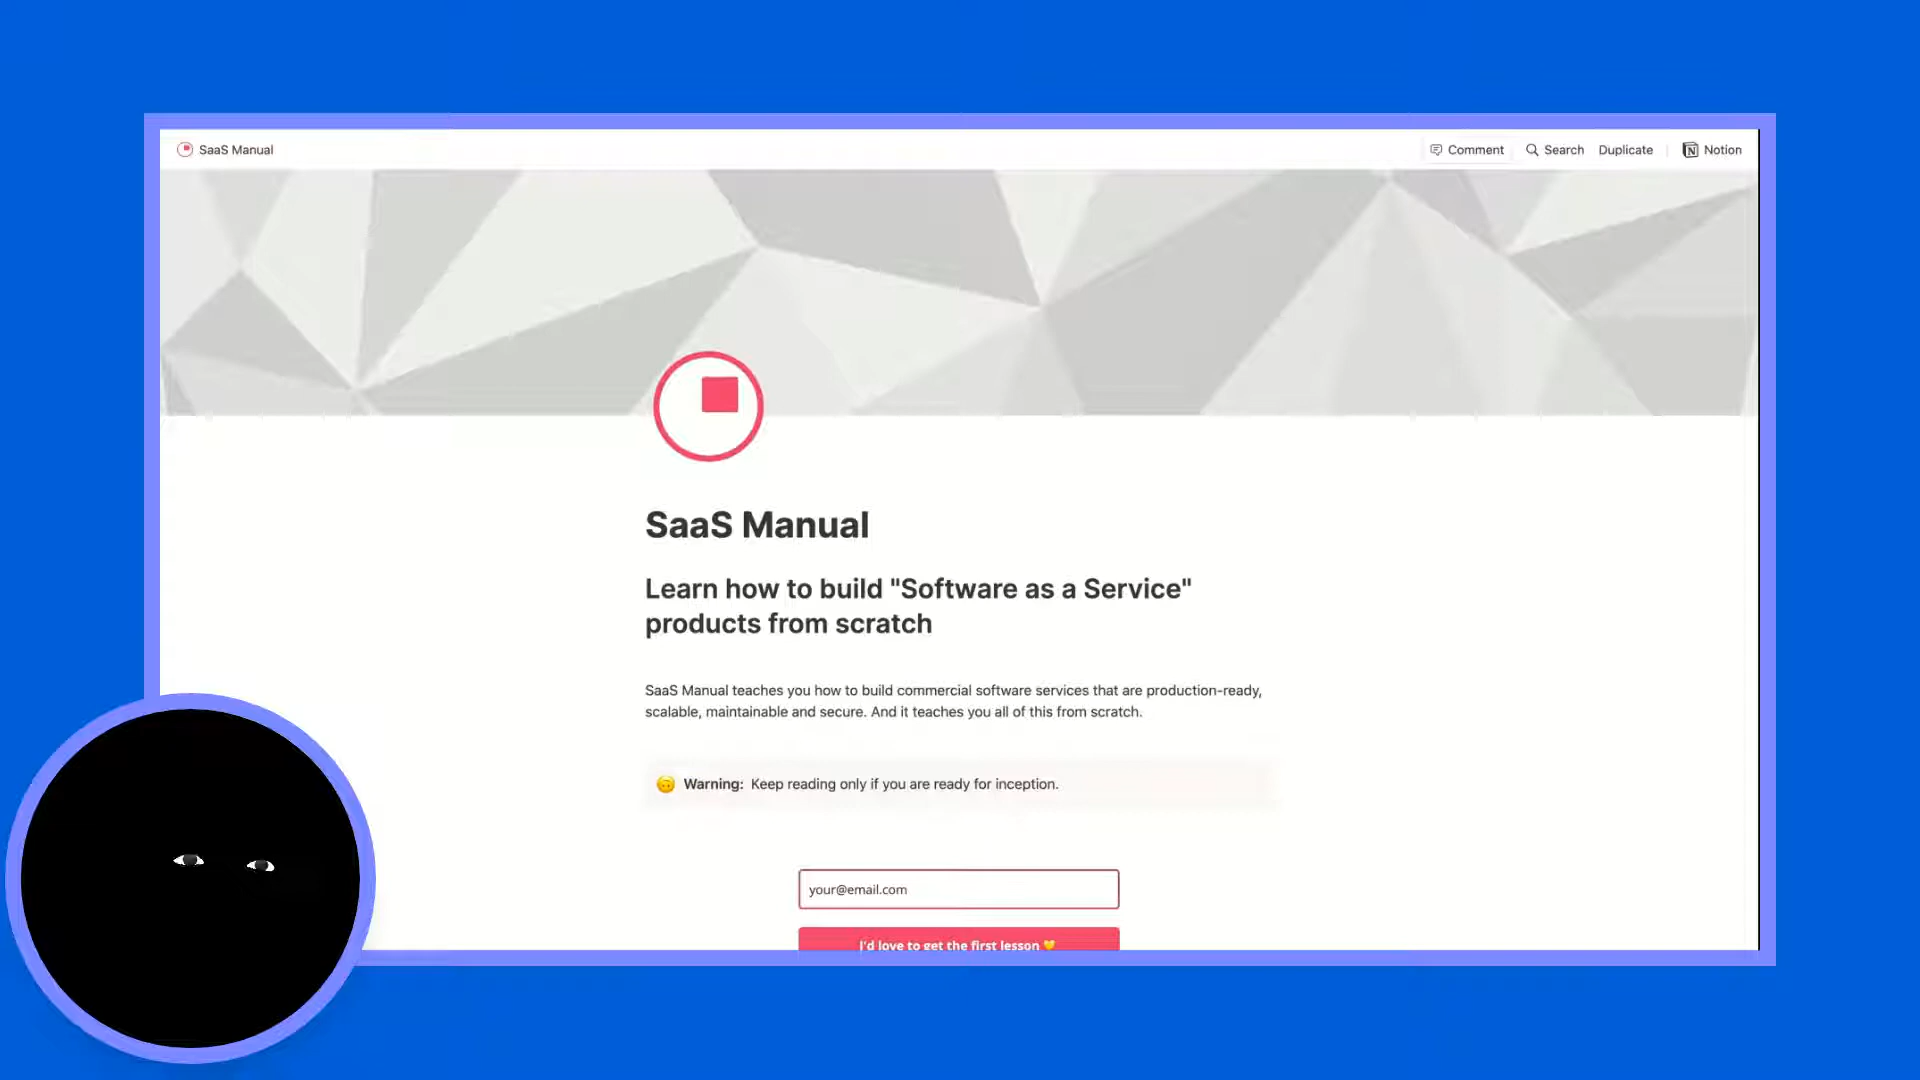 SaaS Manual
Comment
Search
Duplicate
Notion
SaaS Manual
Learn how to build "Software as a Service"
products from scratch
SaaS Manual teaches you how to build commercial software services that are production-ready,
scalable, maintainable and secure. And it teaches you all of this from scratch.
Warning: Keep reading only if you are ready for inception.
your@email.com
I'd love to get the first lesson 💛